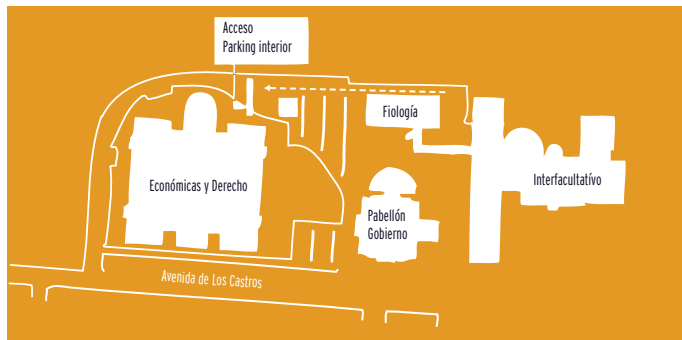 Acceso
Parking interior
Fiología
Económicas y Derecho
Interfacultatívo
Pabellón
Gobierno
Avenida de Los Castros